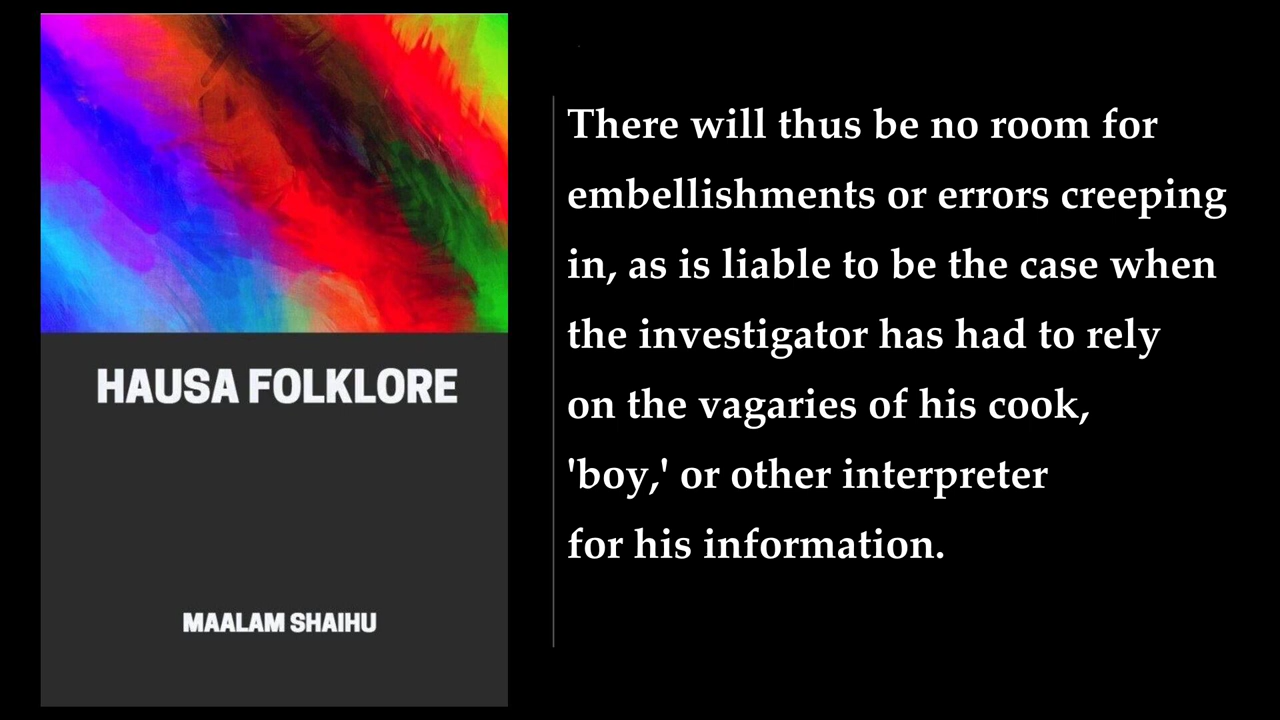 HAUSA FOLKLORE
MAALAM SHAIHU
There will thus be no room for
embellishments or errors creeping
in, as is liable to be the case when
the investigator has had to rely
on the vagaries of his cook,
'boy,' or other interpreter
for his information.